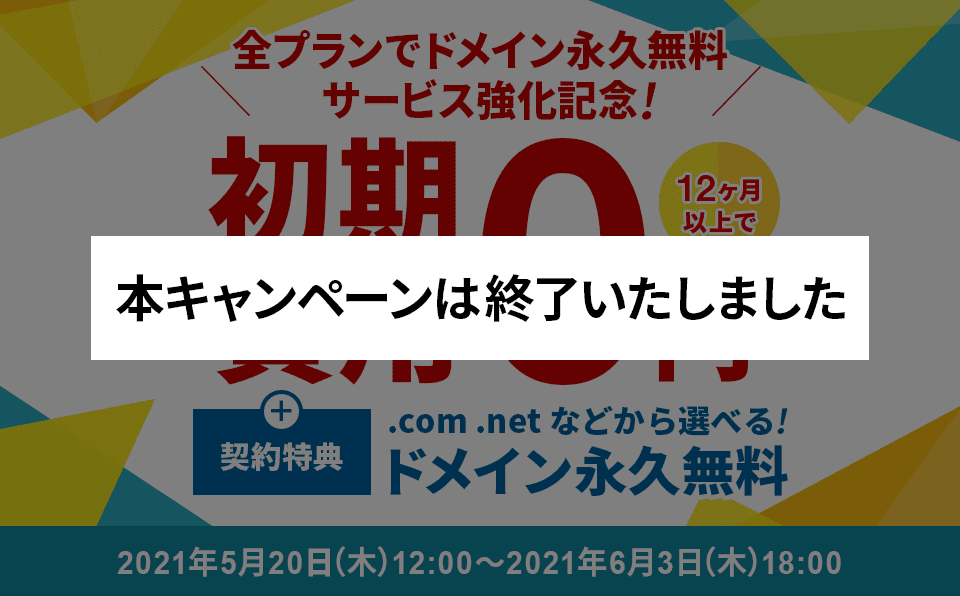 全プランでドメイン永久無料
サービス強化記念!
初期
0
12ヶ月
以上で
本キャンペーンは終了いたしました
費用
円
+
契約特典
.com .net などから選べる!
ドメイン永久無料
2021年5月20日(木)12:00～2021年6月3日(木)18:00